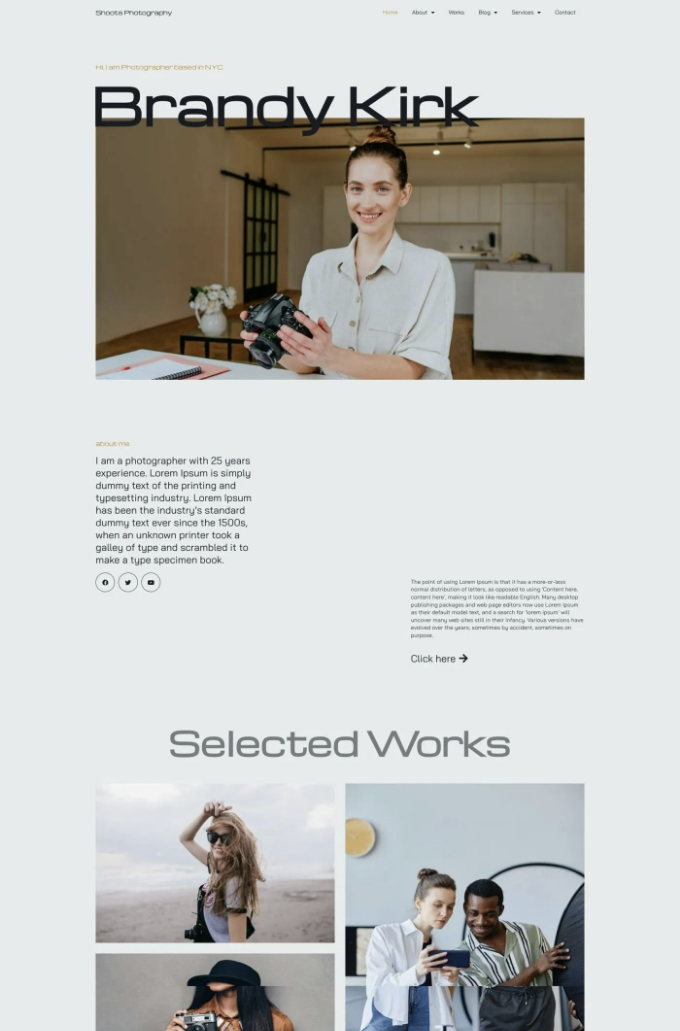 Shoots Photography
Home About Works Blog Services Contact
Hi, I am Photographer based in NYC
Brandy Kirk
about me
I am a photographer with 25 years
experience. Lorem Ipsum is simply
dummy text of the printing and
typesetting industry. Lorem Ipsum
has been the industry's standard
dummy text ever since the 1500s,
when an unknown printer took a
galley of type and scrambled it to
make a type specimen book.
The point of using Lorem Ipsum is that it has a more-or-less
normal distribution of letters, as opposed to using 'Content here,
content here', making it look like readable English. Many desktop
publishing packages and web page editors now use Lorem Ipsum
as their default model text, and a search for 'lorem ipsum' will
uncover many web sites still in their infancy. Various versions have
evolved over the years, sometimes by accident, sometimes on
purpose.
Click here
Selected Works